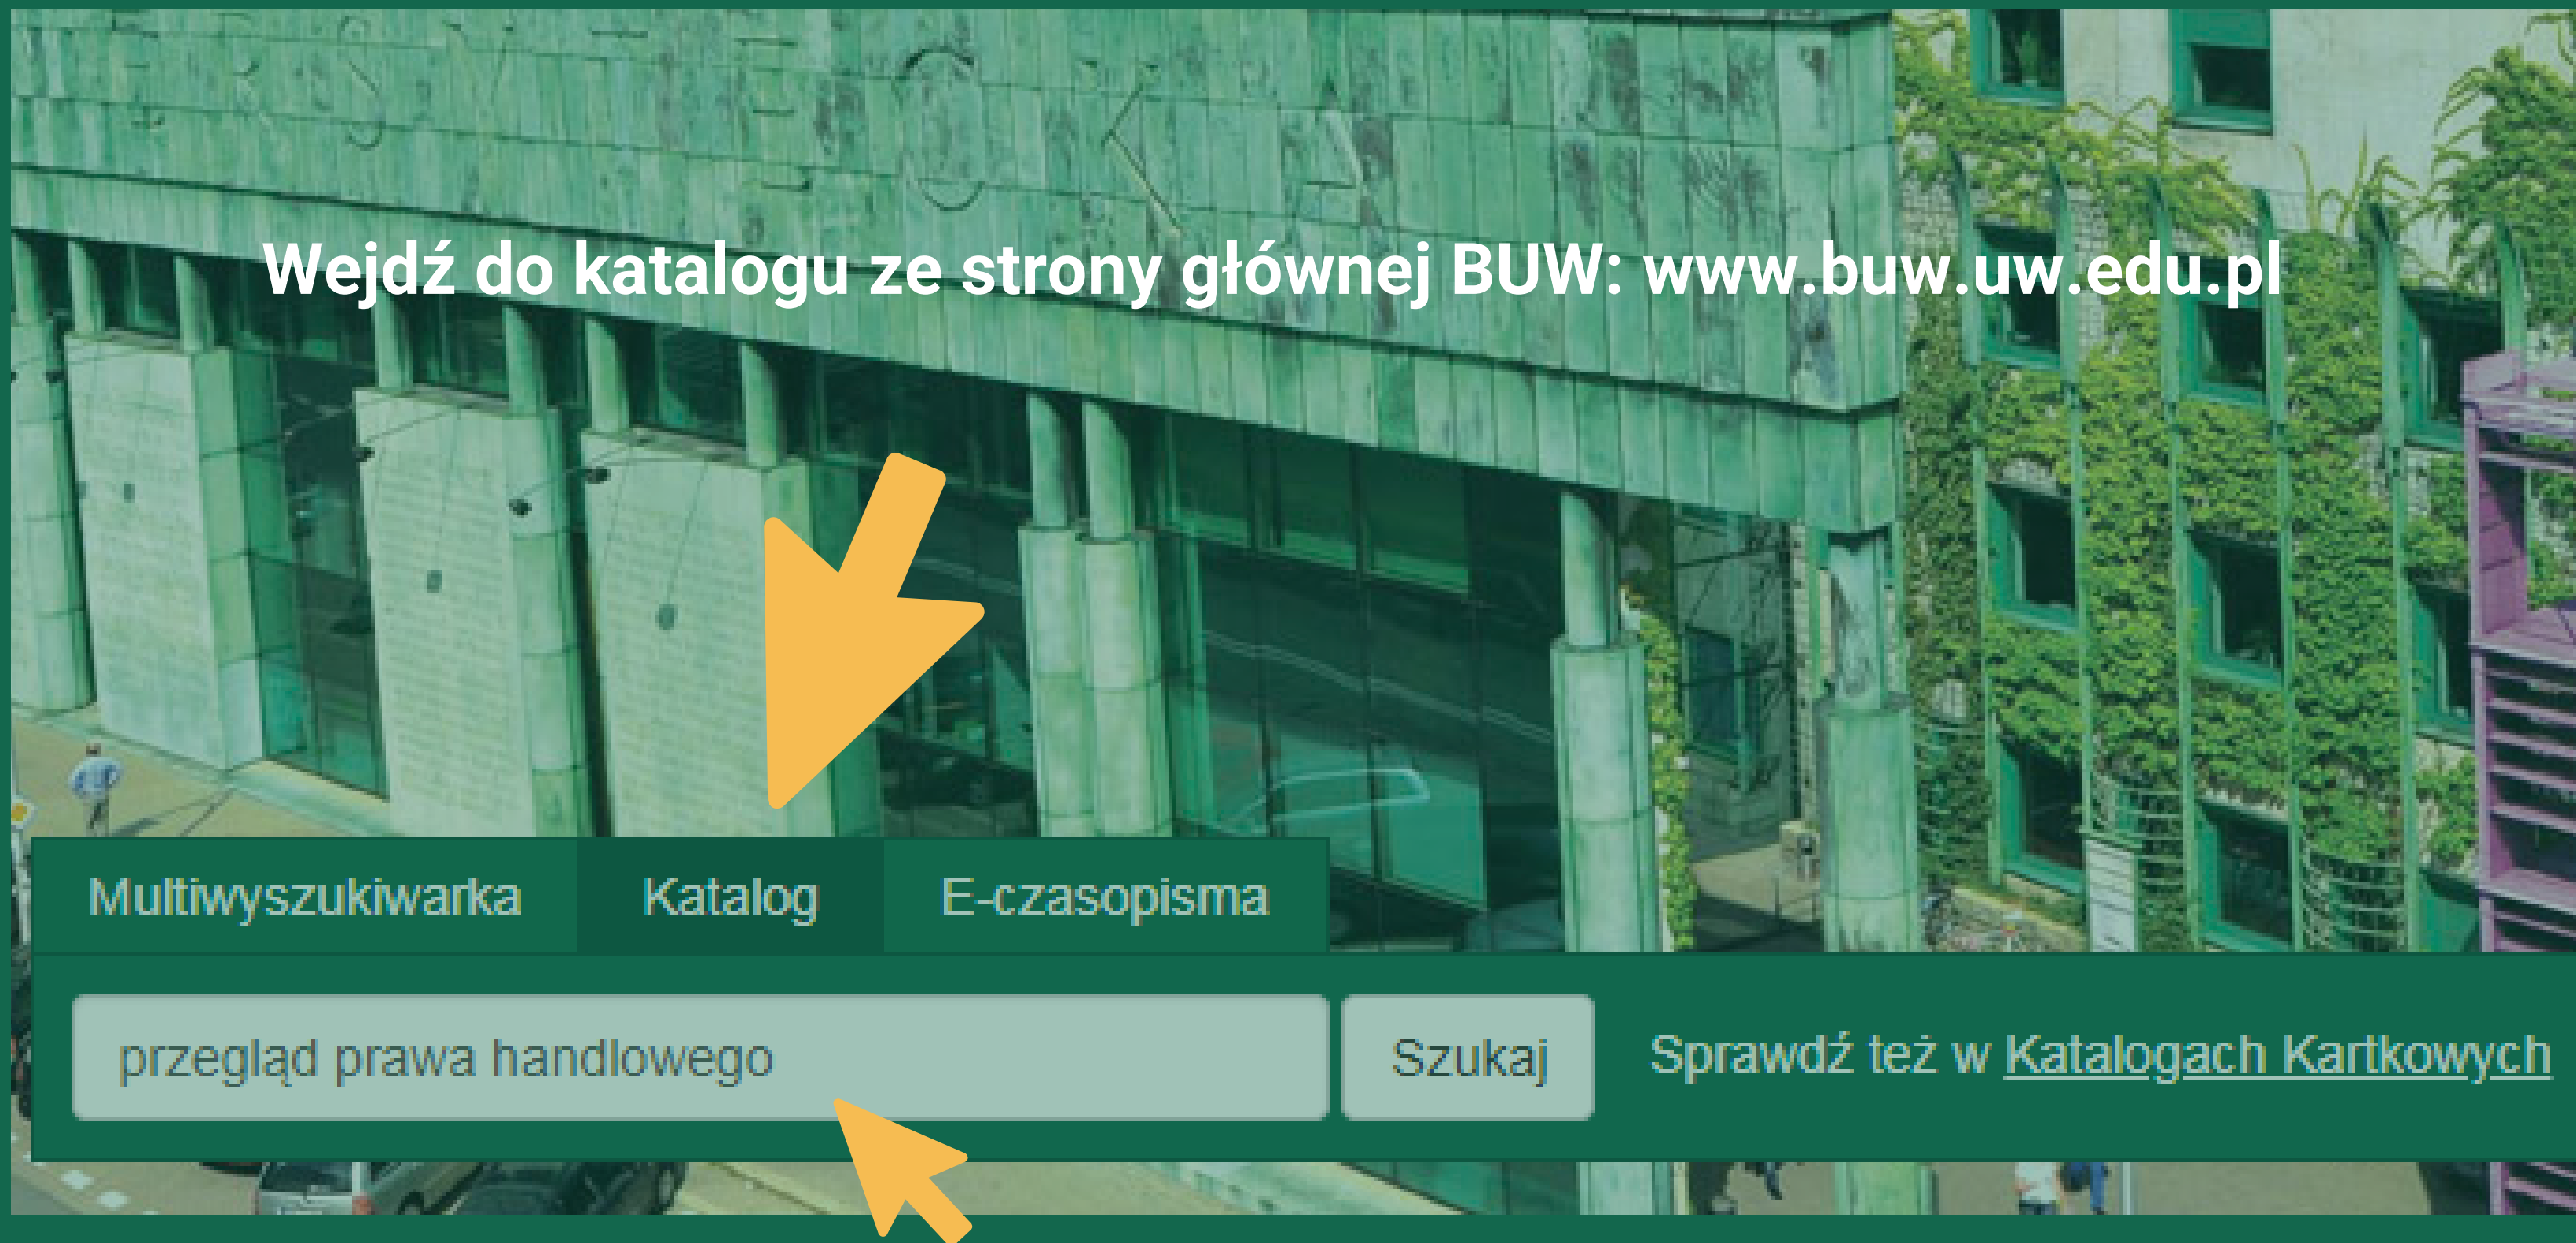 Wejdź do katalogu ze strony głównej BUW: www.buw.uw.edu.pl
Multiwyszukiwarka
Katalog
E-czasopisma
przegląd prawa handlowego
Szukaj
Sprawdź też w Katalogach Kartkowych